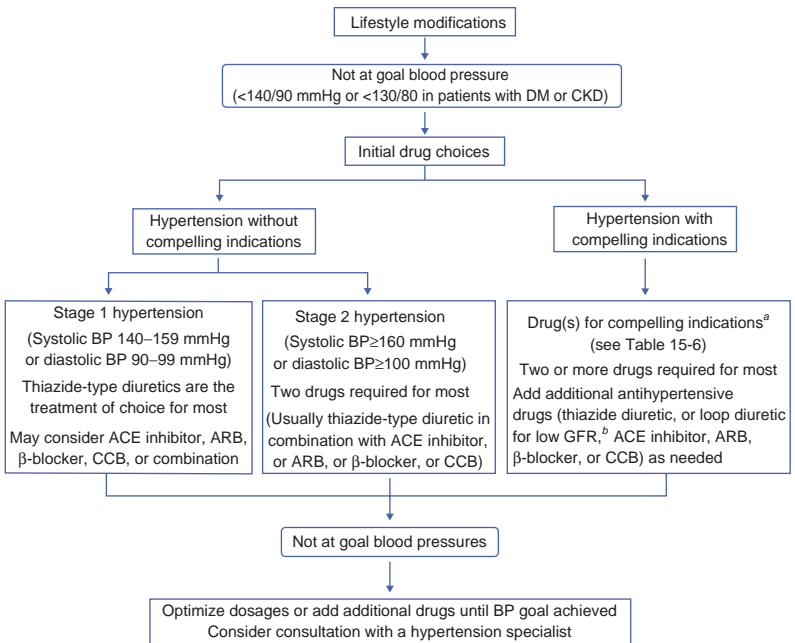 Lifestyle modifications
Not at goal blood pressure
(<140/90 mmHg or <130/80 in patients with DM or CKD)
Initial drug choices
Hypertension without
compelling indications
Hypertension with
compelling indications
Stage 1 hypertension
(Systolic BP 140–159 mmHg
or diastolic BP 90–99 mmHg)
Thiazide-type diuretics are the
treatment of choice for most
May consider ACE inhibitor, ARB,
β-blocker, CCB, or combination
Stage 2 hypertension
(Systolic BP≥160 mmHg
or diastolic BP≥100 mmHg)
Two drugs required for most
(Usually thiazide-type diuretic in
combination with ACE inhibitor,
or ARB, or β-blocker, or CCB)
Drug(s) for compelling indicationsᵃ
(see Table 15-6)
Two or more drugs required for most
Add additional antihypertensive
drugs (thiazide diuretic, or loop diuretic
for low GFR,ᵇ ACE inhibitor, ARB,
β-blocker, or CCB) as needed
Not at goal blood pressures
Optimize dosages or add additional drugs until BP goal achieved
Consider consultation with a hypertension specialist